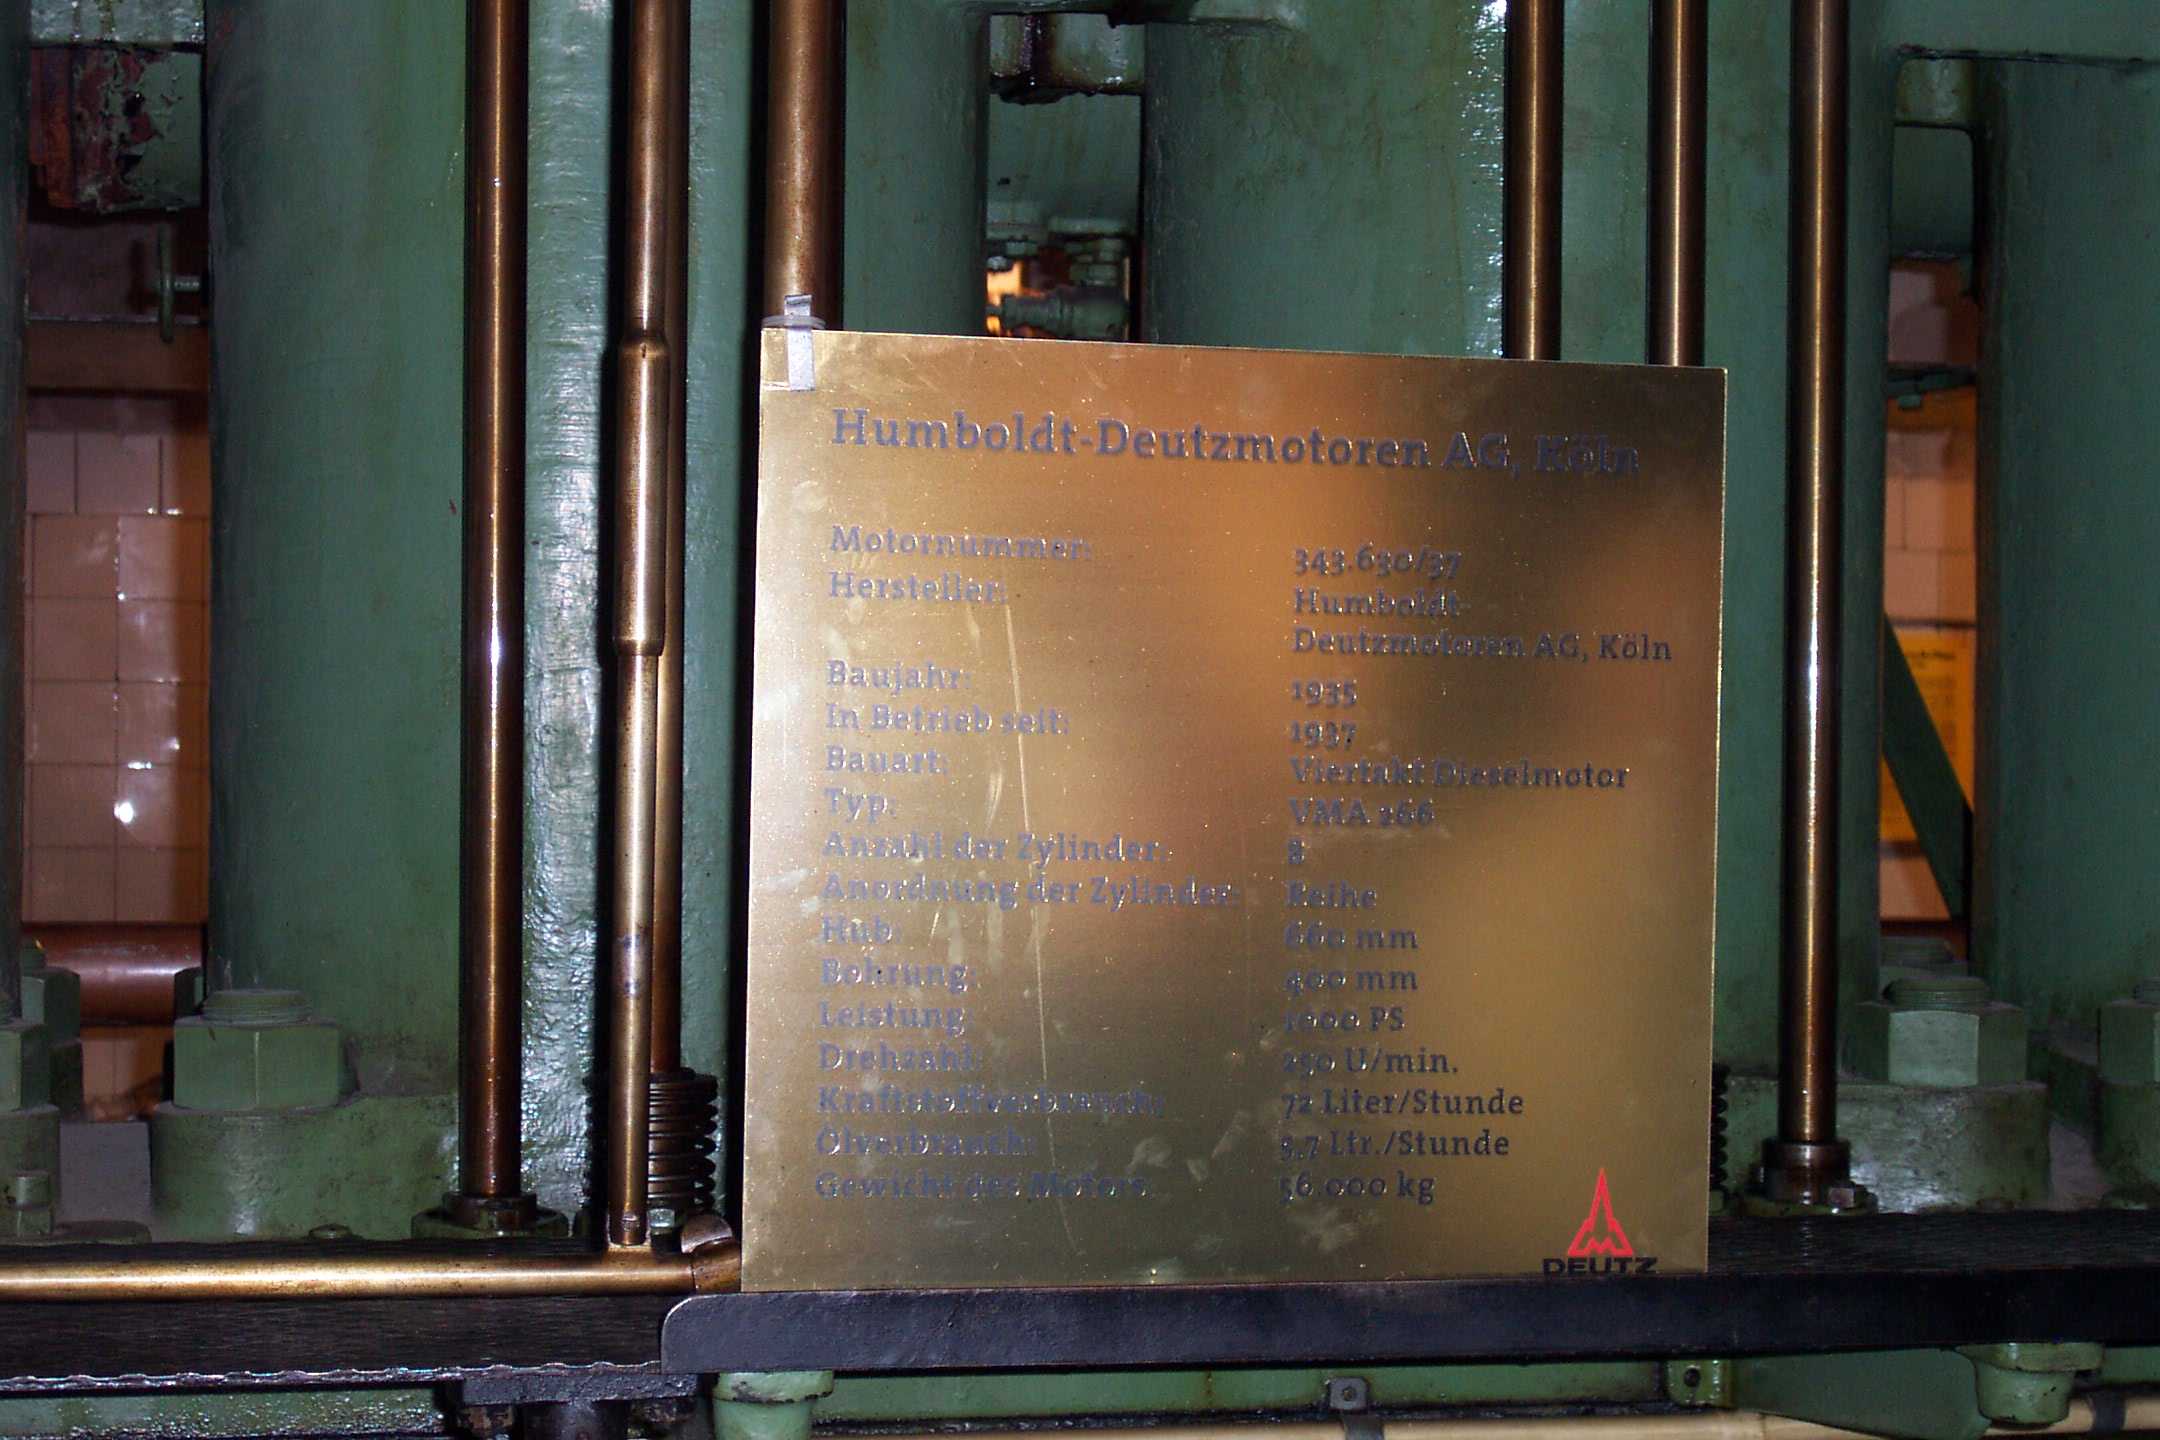 Humboldt-Deutzmotoren AG, Köln
Motornummer: 343.630/37
Hersteller: Humboldt-
Deutzmotoren AG, Köln
Baujahr: 1935
In Betrieb seit: 1937
Bauart: Viertakt Dieselmotor
Typ: VMA 266
Anzahl der Zylinder: 8
Anordnung der Zylinder: Reihe
Hub: 660 mm
Bohrung: 400 mm
Leistung: 1000 PS
Drehzahl: 250 U/min.
Kraftstoffverbrauch: 72 Liter/Stunde
Ölverbrauch: 3,7 Ltr./Stunde
Gewicht des Motors: 56.000 kg
DEUTZ